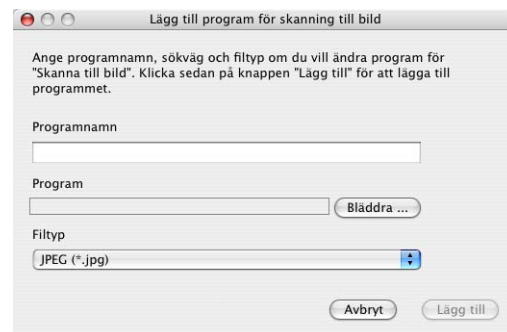 Lägg till program för skanning till bild
Ange programnamn, sökväg och filtyp om du vill ändra program för
"Skanna till bild". Klicka sedan på knappen "Lägg till" för att lägga till
programmet.
Programnamn
Program
Bläddra ...
Filtyp
JPEG (*.jpg)
Avbryt
Lägg till